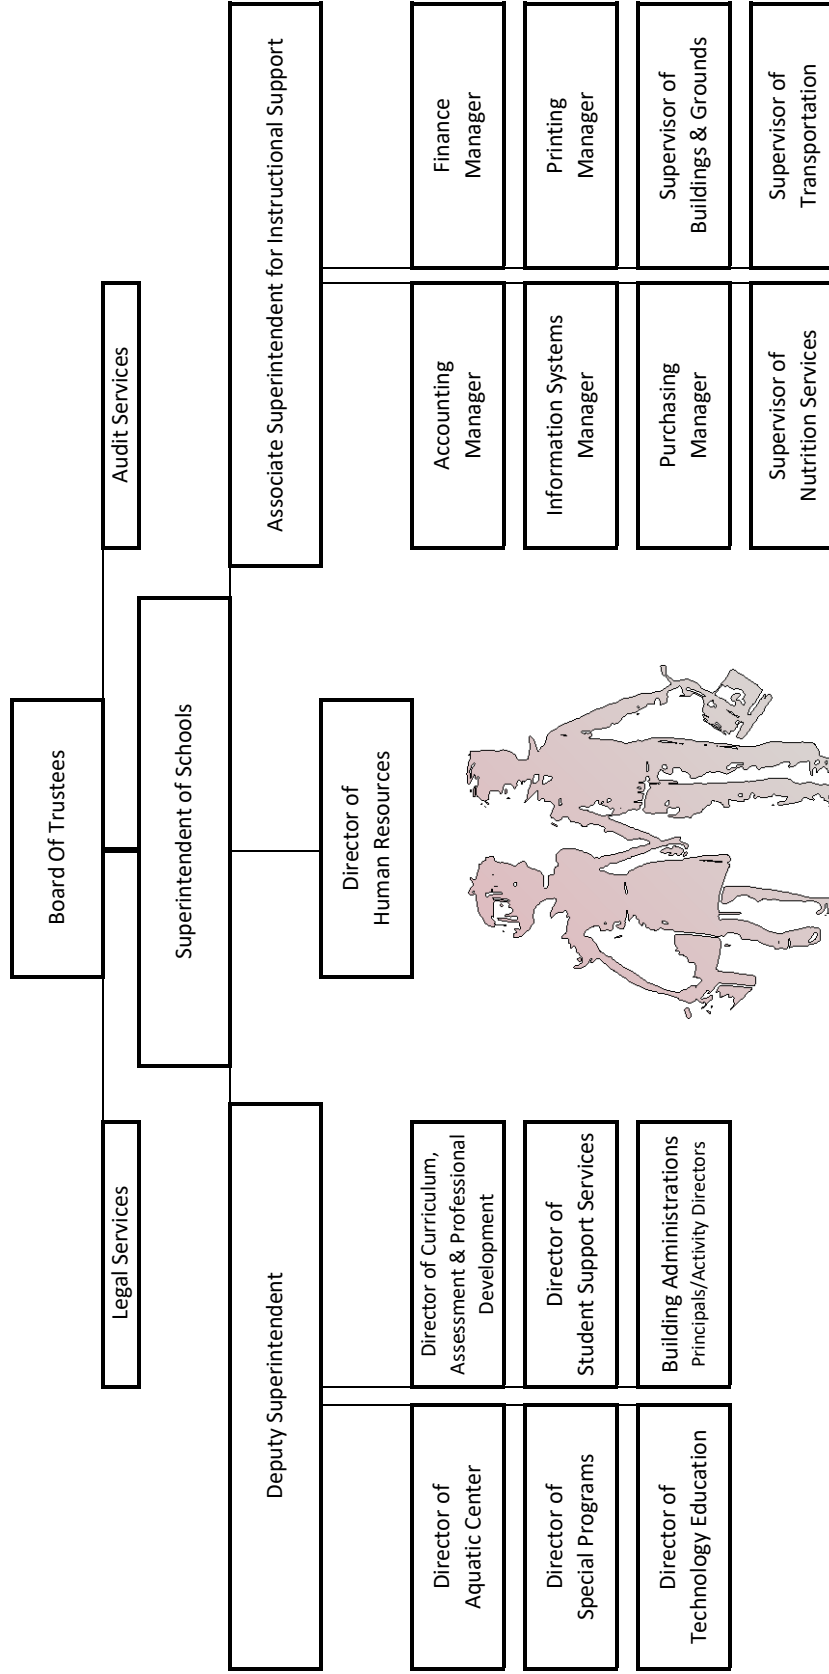 Board Of Trustees
Legal Services
Audit Services
Superintendent of Schools
Deputy Superintendent
Associate Superintendent for Instructional Support
Director of
Human Resources
Director of
Aquatic Center
Director of Curriculum,
Assessment & Professional
Development
Accounting
Manager
Finance
Manager
Director of
Special Programs
Director of
Student Support Services
Information Systems
Manager
Printing
Manager
Director of
Technology Education
Building Administrations
Principals/Activity Directors
Purchasing
Manager
Supervisor of
Buildings & Grounds
Supervisor of
Nutrition Services
Supervisor of
Transportation